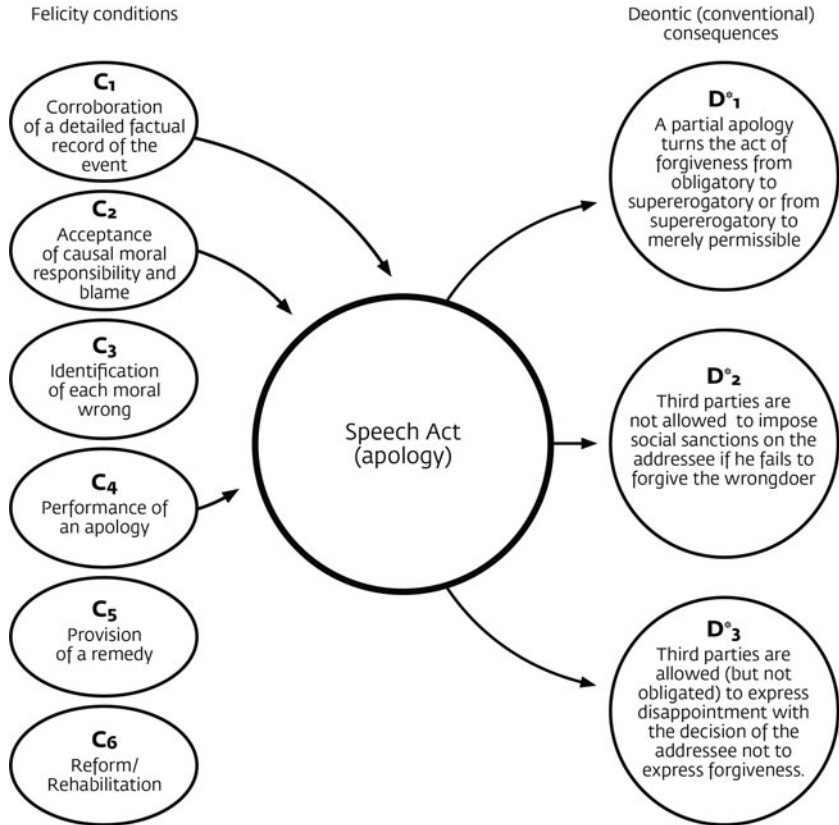 Felicity conditions
C₁
Corroboration
of a detailed factual
record of the
event
C₂
Acceptance
of causal moral
responsibility and
blame
C₃
Identification
of each moral
wrong
C₄
Performance of
an apology
C₅
Provision
of a remedy
C₆
Reform/
Rehabilitation
Speech Act
(apology)
Deontic (conventional)
consequences
D*₁
A partial apology
turns the act of
forgiveness from
obligatory to
supererogatory or from
supererogatory to
merely permissible
D*₂
Third parties are
not allowed to impose
social sanctions on the
addressee if he fails to
forgive the wrongdoer
D*₃
Third parties are
allowed (but not
obligated) to express
disappointment with
the decision of the
addressee not to
express forgiveness.